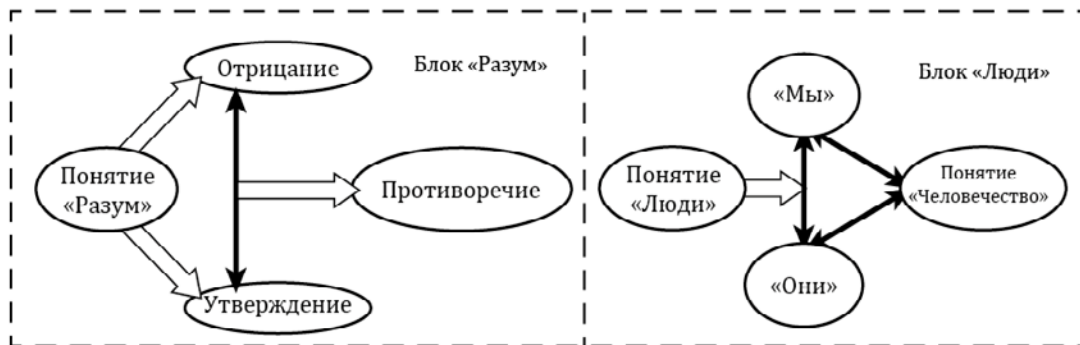 Отрицание
Блок «Разум»
Понятие
«Разум»
Противоречие
Утверждение
Блок «Люди»
«Мы»
Понятие
«Люди»
Понятие
«Человечество»
«Они»